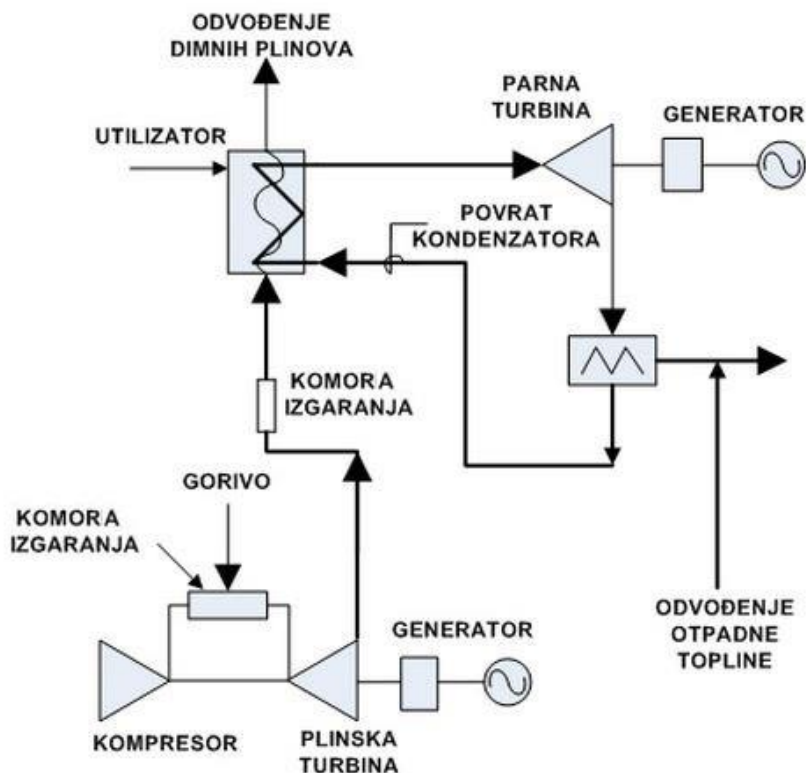 ODVOĐENJE
DIMNIH PLINOVA
PARNA
TURBINA
GENERATOR
UTILIZATOR
POVRAT
KONDENZATORA
KOMORA
IZGARANJA
GORIVO
KOMORA
IZGARANJA
GENERATOR
ODVOĐENJE
OTPADNE
TOPLINE
KOMPRESOR
PLINSKA
TURBINA